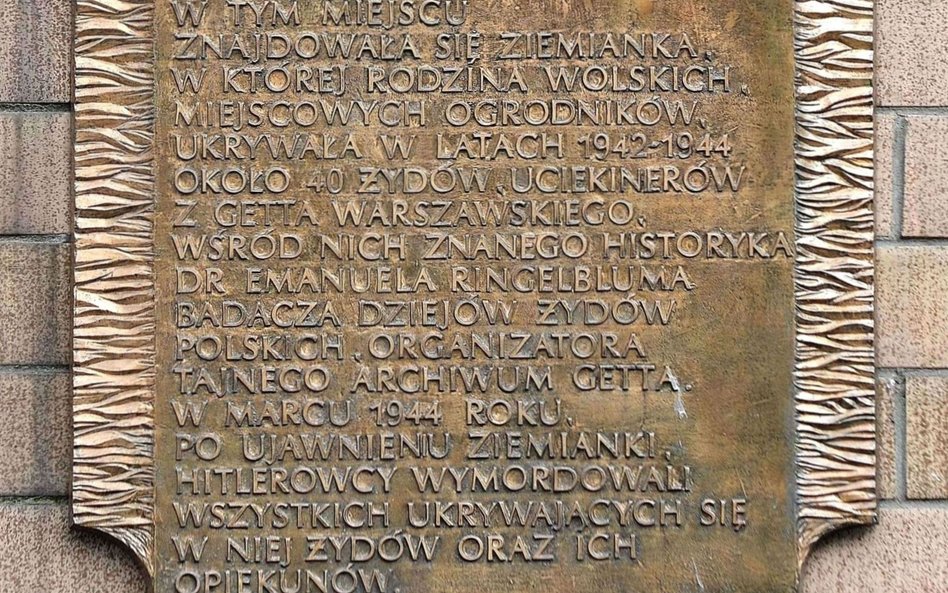 W TYM MIEJSCU
ZNAJDOWAŁA SIĘ ZIEMIANKA,
W KTÓREJ RODZINA WOLSKICH,
MIEJSCOWYCH OGRODNIKÓW,
UKRYWAŁA W LATACH 1942-1944
OKOŁO 40 ŻYDÓW, UCIEKINERÓW
Z GETTA WARSZAWSKIEGO,
WŚRÓD NICH ZNANEGO HISTORYKA
DR EMANUELA RINGELBLUMA
BADACZA DZIEJÓW ŻYDÓW
POLSKICH, ORGANIZATORA
TAJNEGO ARCHIWUM GETTA.
W MARCU 1944 ROKU,
PO UJAWNIENIU ZIEMIANKI,
HITLEROWCY WYMORDOWALI
WSZYSTKICH UKRYWAJĄCYCH SIĘ
W NIEJ ŻYDÓW ORAZ ICH
OPIEKUNÓW.